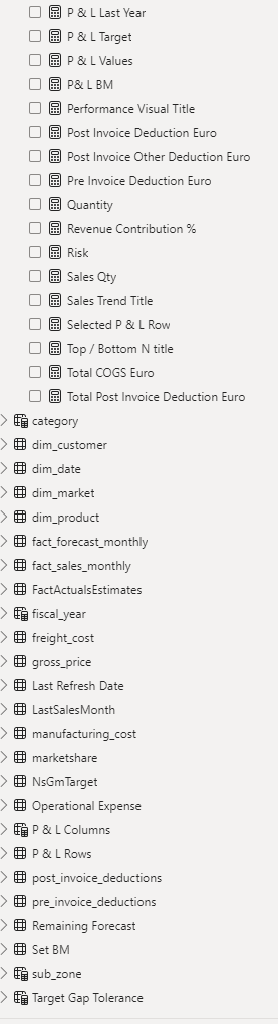 P & L Last Year
P & L Target
P & L Values
P& L BM
Performance Visual Title
Post Invoice Deduction Euro
Post Invoice Other Deduction Euro
Pre Invoice Deduction Euro
Quantity
Revenue Contribution %
Risk
Sales Qty
Sales Trend Title
Selected P & L Row
Top / Bottom N title
Total COGS Euro
Total Post Invoice Deduction Euro
category
dim_customer
dim_date
dim_market
dim_product
fact_forecast_monthly
fact_sales_monthly
FactActualsEstimates
fiscal_year
freight_cost
gross_price
Last Refresh Date
LastSalesMonth
manufacturing_cost
marketshare
NsGmTarget
Operational Expense
P & L Columns
P & L Rows
post_invoice_deductions
pre_invoice_deductions
Remaining Forecast
Set BM
sub_zone
Target Gap Tolerance